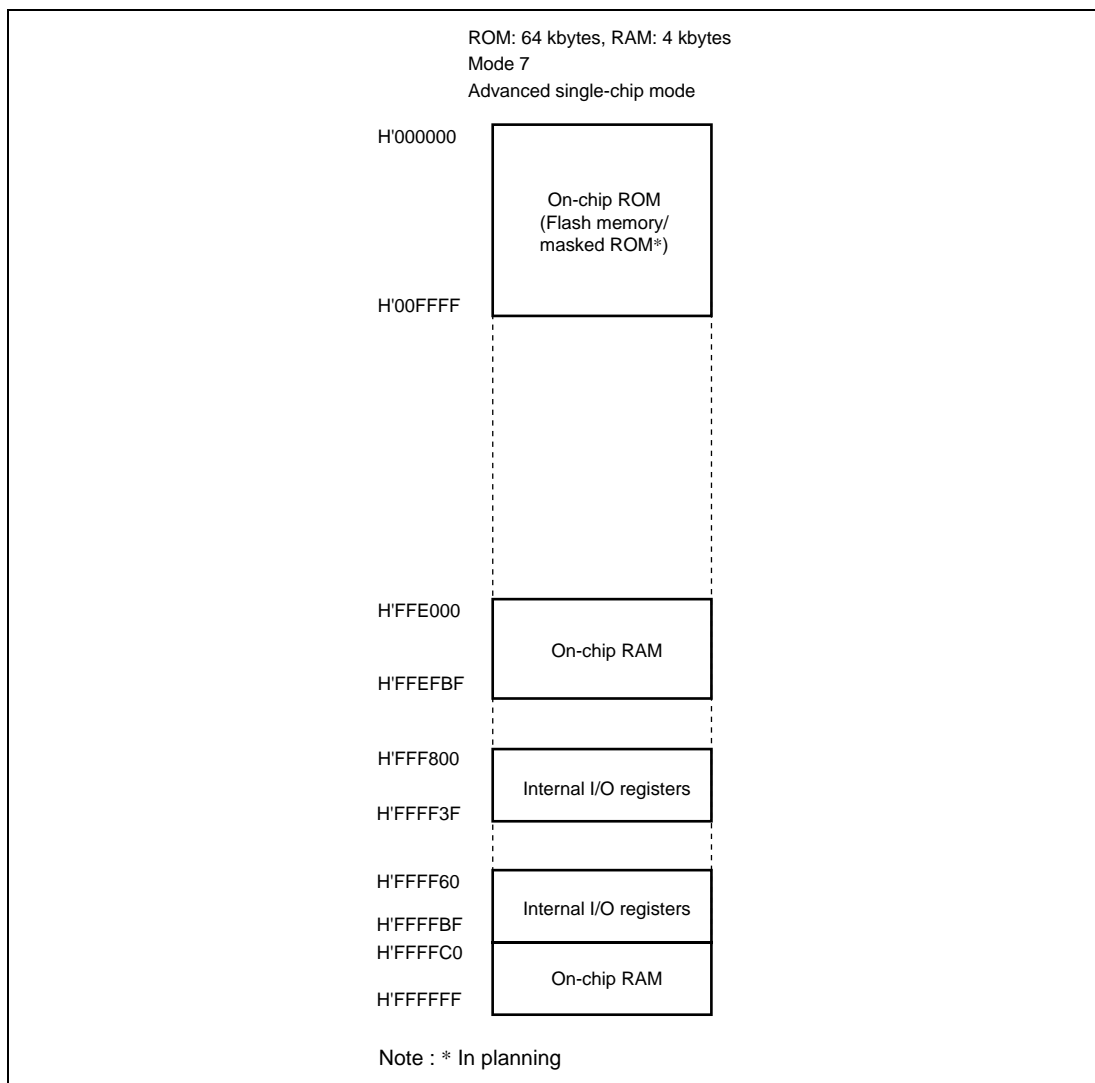 ROM: 64 kbytes, RAM: 4 kbytes
Mode 7
Advanced single-chip mode
H'000000
On-chip ROM
(Flash memory/
masked ROM*)
H'00FFFF
H'FFE000
On-chip RAM
H'FFEFBF
H'FFF800
Internal I/O registers
H'FFFF3F
H'FFFF60
Internal I/O registers
H'FFFFBF
H'FFFFC0
On-chip RAM
H'FFFFFF
Note : * In planning